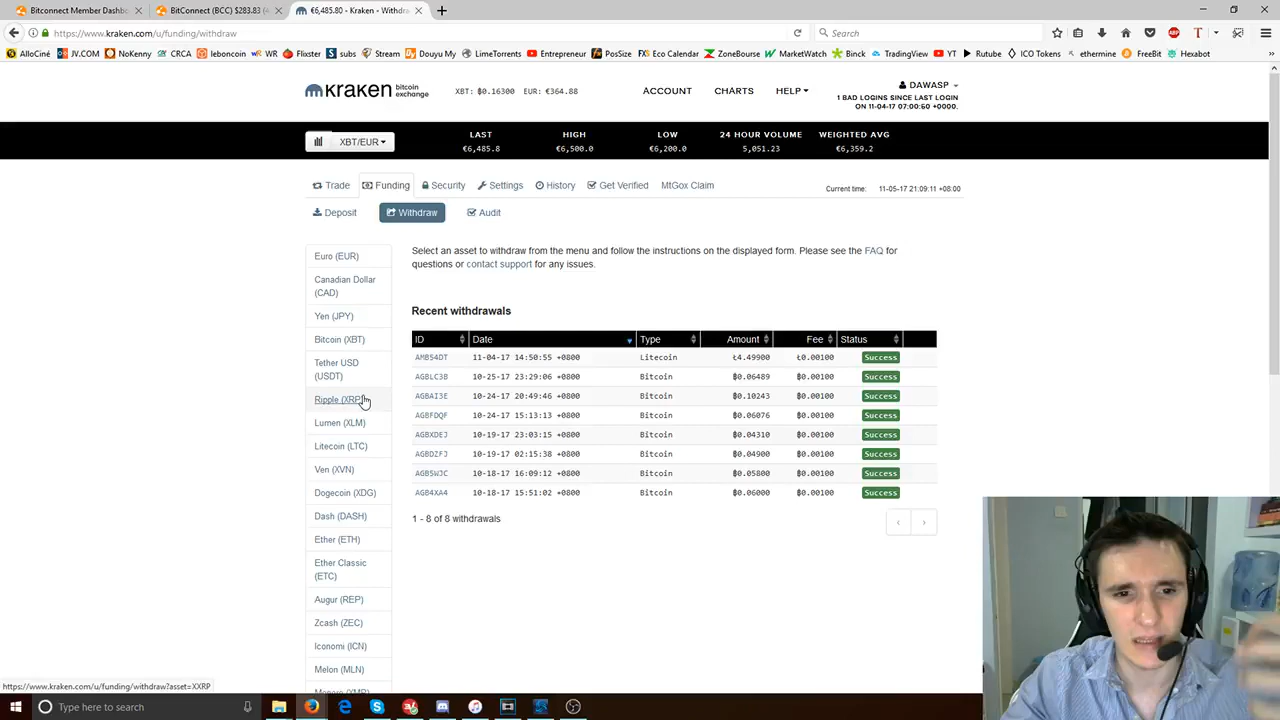 Bitconnect Member Dashbo
BitConnect (BCC) $283.83 (4
€6,485.80 - Kraken - Withdra
https://www.kraken.com/u/funding/withdraw
Search
AlloCiné
JV.COM
NoKenny
CRCA
leboncoin
WR
Flixster
subs
Stream
Douyu My
LimeTorrents
Entrepreneur
PosSize
Eco Calendar
ZoneBourse
MarketWatch
Binck
TradingView
YT
Rutube
ICO Tokens
ethermine
FreeBit
Hexabot
kraken bitcoin exchange
XBT: ฿0.16300 EUR: €364.88
ACCOUNT
CHARTS
HELP
DAWASP
1 BAD LOGINS SINCE LAST LOGIN
ON 11-04-17 07:00:60 +0000.
XBT/EUR
LAST HIGH LOW 24 HOUR VOLUME WEIGHTED AVG
€6,485.8 €6,500.0 €6,200.0 5,051.23 €6,359.2
Trade
Funding
Security
Settings
History
Get Verified
MtGox Claim
Current time: 11-05-17 21:09:11 +08:00
Deposit
Withdraw
Audit
Euro (EUR)
Canadian Dollar
(CAD)
Yen (JPY)
Bitcoin (XBT)
Tether USD
(USDT)
Ripple (XRP)
Lumen (XLM)
Litecoin (LTC)
Ven (XVN)
Dogecoin (XDG)
Dash (DASH)
Ether (ETH)
Ether Classic
(ETC)
Augur (REP)
Zcash (ZEC)
Iconomi (ICN)
Melon (MLN)
Monero (XMR)
Select an asset to withdraw from the menu and follow the instructions on the displayed form. Please see the FAQ for
questions or contact support for any issues.
Recent withdrawals
ID Date Type Amount Fee Status
AMB54DT 11-04-17 14:50:55 +0800 Litecoin Ł4.49900 Ł0.00100 Success
AGBLC3B 10-25-17 23:29:06 +0800 Bitcoin ฿0.06489 ฿0.00100 Success
AGBAI3E 10-24-17 20:49:46 +0800 Bitcoin ฿0.10243 ฿0.00100 Success
AGBFDQF 10-24-17 15:13:13 +0800 Bitcoin ฿0.06076 ฿0.00100 Success
AGBXDEJ 10-19-17 23:03:15 +0800 Bitcoin ฿0.04310 ฿0.00100 Success
AGBDZFJ 10-19-17 02:15:38 +0800 Bitcoin ฿0.04900 ฿0.00100 Success
AGB5WJC 10-18-17 16:09:12 +0800 Bitcoin ฿0.05800 ฿0.00100 Success
AGB4XA4 10-18-17 15:51:02 +0800 Bitcoin ฿0.06000 ฿0.00100 Success
1 - 8 of 8 withdrawals
https://www.kraken.com/u/funding/withdraw?asset=XXRP
Type here to search